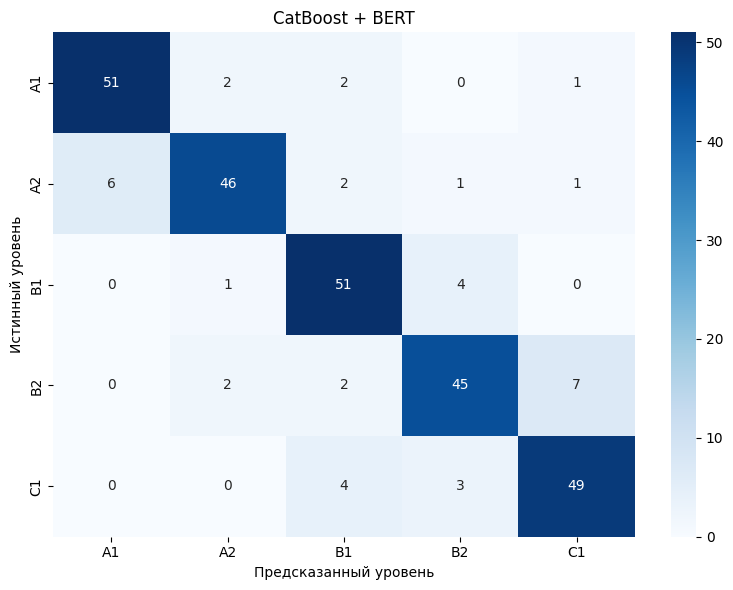 CatBoost + BERT
A1 51 2 2 0 1
A2 6 46 2 1 1
B1 0 1 51 4 0
B2 0 2 2 45 7
C1 0 0 4 3 49
A1 A2 B1 B2 C1
Предсказанный уровень
Истинный уровень
50
40
30
20
10
0